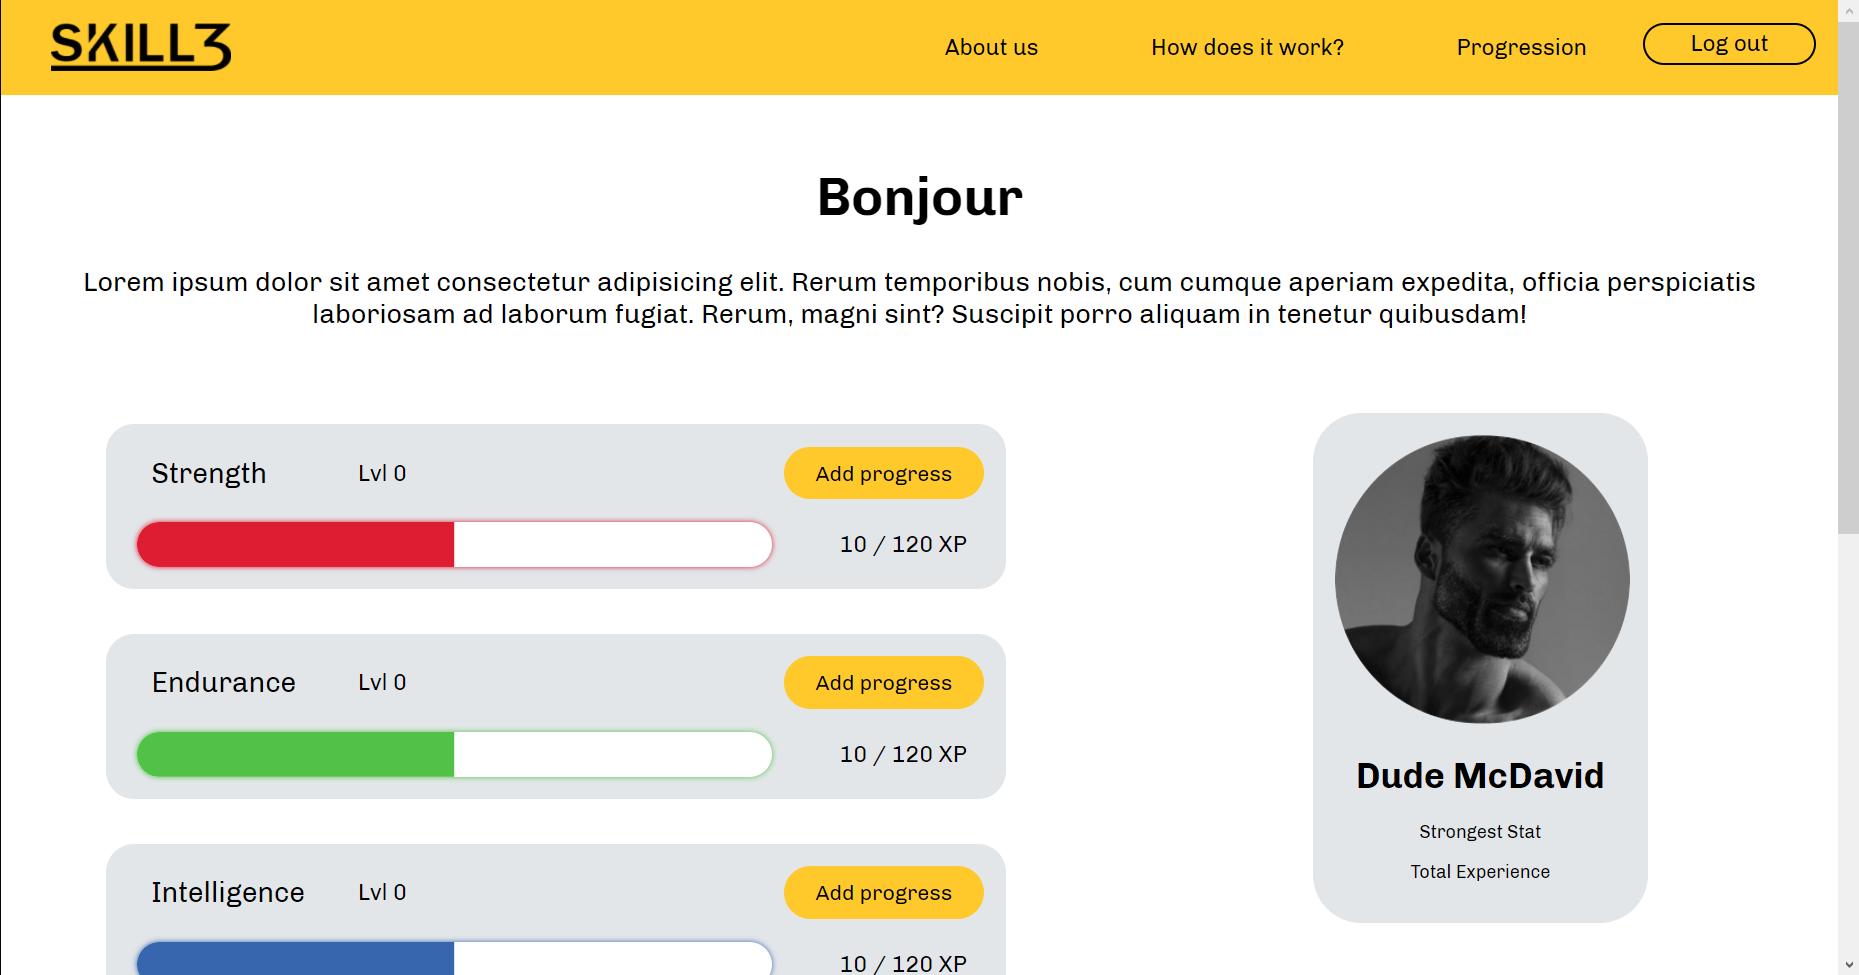 SKILL3
About us
How does it work?
Progression
Log out
Bonjour
Lorem ipsum dolor sit amet consectetur adipisicing elit. Rerum temporibus nobis, cum cumque aperiam expedita, officia perspiciatis
laboriosam ad laborum fugiat. Rerum, magni sint? Suscipit porro aliquam in tenetur quibusdam!
Strength
Lvl 0
Add progress
10 / 120 XP
Endurance
Lvl 0
Add progress
10 / 120 XP
Intelligence
Lvl 0
Add progress
10 / 120 XP
Dude McDavid
Strongest Stat
Total Experience